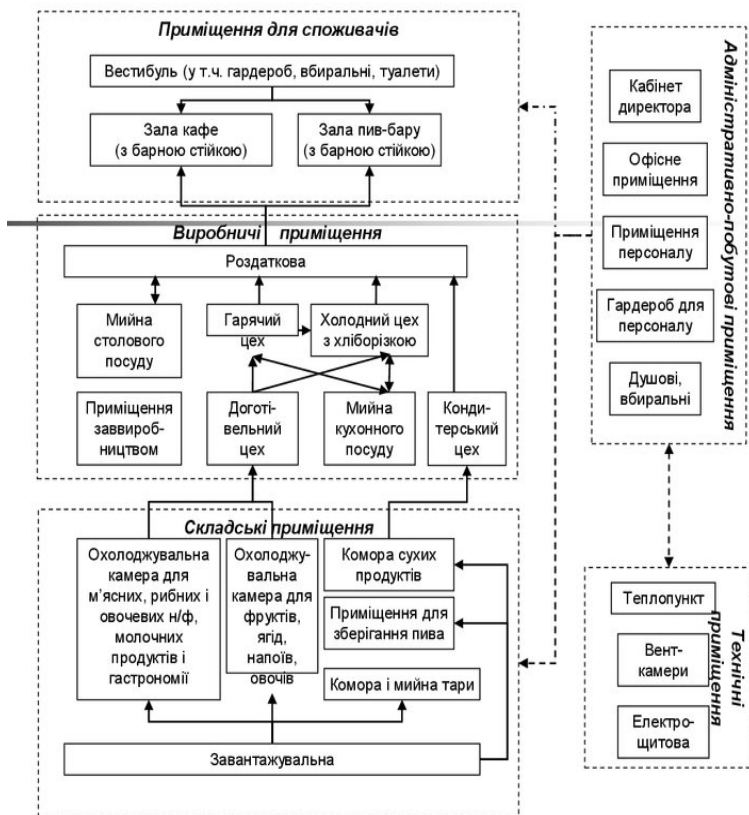 Приміщення для споживачів
Вестибуль (у т.ч. гардероб, вбиральні, туалети)
Зала кафе
(з барною стійкою)
Зала пив-бару
(з барною стійкою)
Виробничі приміщення
Роздаткова
Мийна
столового
посуду
Гарячий
цех
Холодний цех
з хліборізкою
Приміщення
заввироб-
ництвом
Доготі-
вельний
цех
Мийна
кухонного
посуду
Конди-
терський
цех
Складські приміщення
Охолоджувальна
камера для
м’ясних, рибних і
овочевих н/ф,
молочних
продуктів і
гастрономії
Охолоджу-
вальна
камера для
фруктів,
ягід,
напоїв,
овочів
Комора сухих
продуктів
Приміщення для
зберігання пива
Комора і мийна тари
Завантажувальна
Адміністративно-побутові приміщення
Кабінет
директора
Офісне
приміщення
Приміщення
персоналу
Гардероб для
персоналу
Душові,
вбиральні
Технічні
приміщення
Теплопункт
Вент-
камери
Електро-
щитова